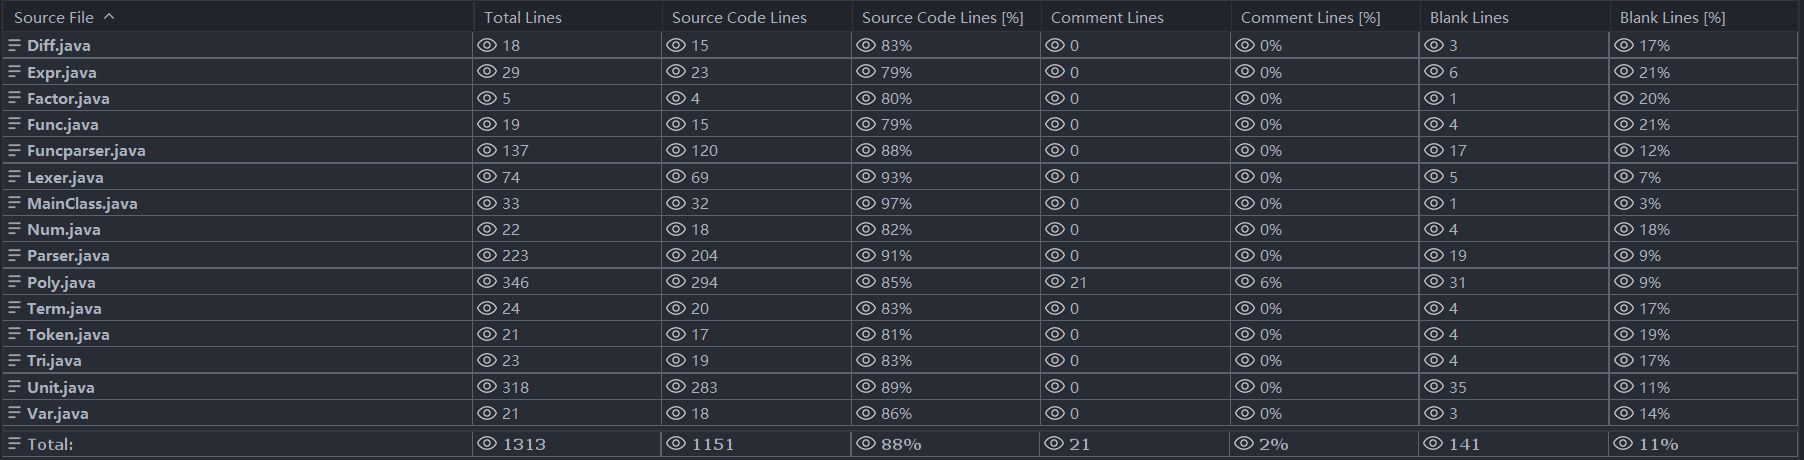 Source File Total Lines Source Code Lines Source Code Lines [%] Comment Lines Comment Lines [%] Blank Lines Blank Lines [%]
Diff.java 18 15 83% 0 0% 3 17%
Expr.java 29 23 79% 0 0% 6 21%
Factor.java 5 4 80% 0 0% 1 20%
Func.java 19 15 79% 0 0% 4 21%
Funcparser.java 137 120 88% 0 0% 17 12%
Lexer.java 74 69 93% 0 0% 5 7%
MainClass.java 33 32 97% 0 0% 1 3%
Num.java 22 18 82% 0 0% 4 18%
Parser.java 223 204 91% 0 0% 19 9%
Poly.java 346 294 85% 21 6% 31 9%
Term.java 24 20 83% 0 0% 4 17%
Token.java 21 17 81% 0 0% 4 19%
Tri.java 23 19 83% 0 0% 4 17%
Unit.java 318 283 89% 0 0% 35 11%
Var.java 21 18 86% 0 0% 3 14%
Total: 1313 1151 88% 21 2% 141 11%